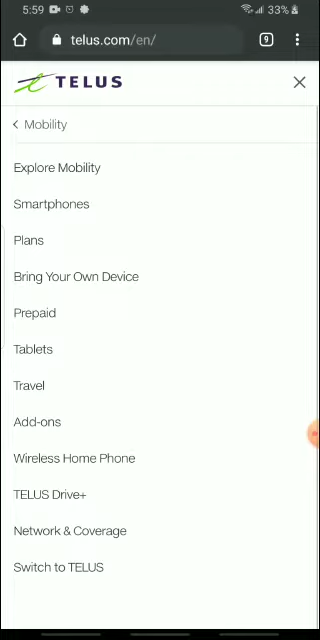 5:59 33%
telus.com/en/ 9
TELUS
Mobility
Explore Mobility
Smartphones
Plans
Bring Your Own Device
Prepaid
Tablets
Travel
Add-ons
Wireless Home Phone
TELUS Drive+
Network & Coverage
Switch to TELUS